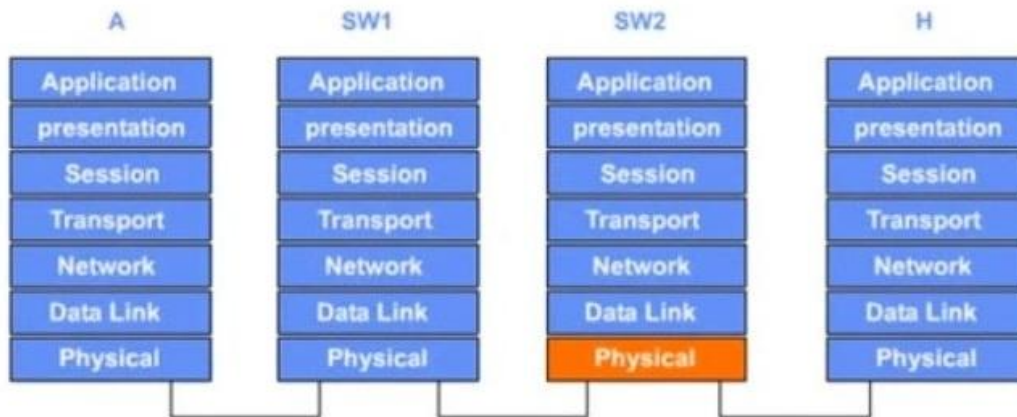 A SW1 SW2 H
Application Application Application Application
presentation presentation presentation presentation
Session Session Session Session
Transport Transport Transport Transport
Network Network Network Network
Data Link Data Link Data Link Data Link
Physical Physical Physical Physical